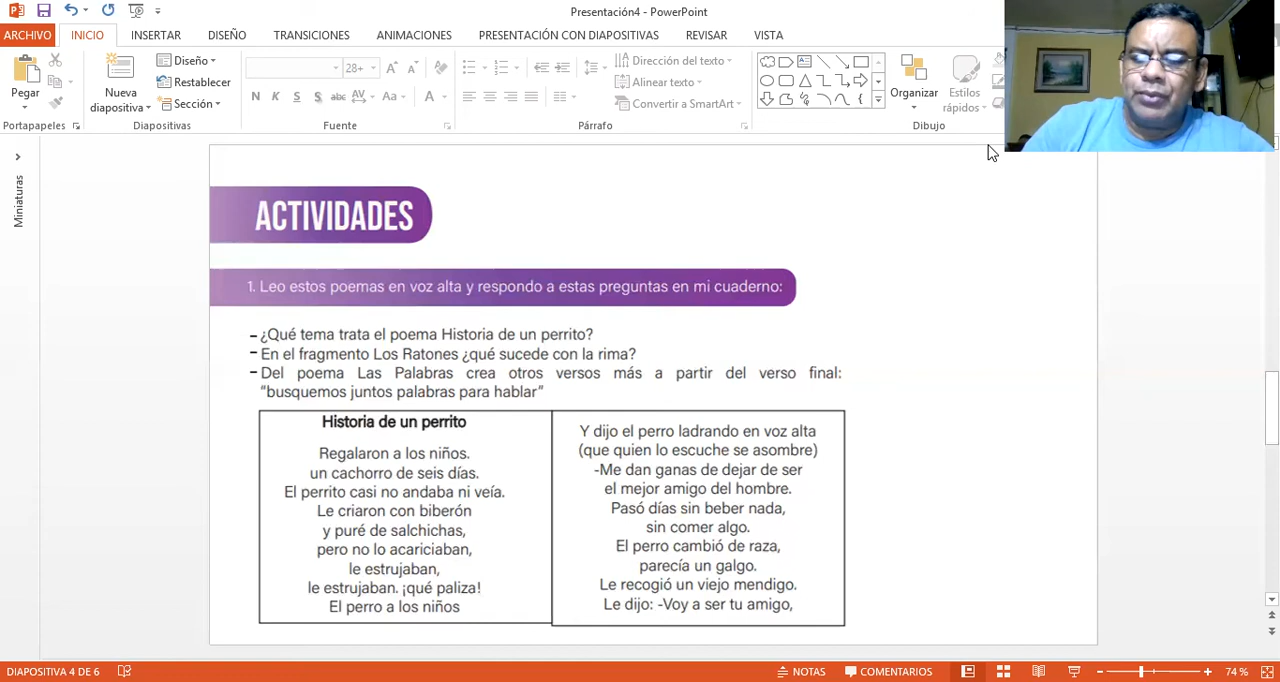 Presentación4 - PowerPoint
ARCHIVO INICIO INSERTAR DISEÑO TRANSICIONES ANIMACIONES PRESENTACIÓN CON DIAPOSITIVAS REVISAR VISTA
Pegar
Nueva diapositiva
Diseño
Restablecer
Sección
28+
N K S S abc AV Aa A
Dirección del texto
Alinear texto
Convertir a SmartArt
Organizar
Estilos rápidos
Portapapeles Diapositivas Fuente Párrafo Dibujo
Miniaturas
ACTIVIDADES
1. Leo estos poemas en voz alta y respondo a estas preguntas en mi cuaderno:
– ¿Qué tema trata el poema Historia de un perrito?
– En el fragmento Los Ratones ¿qué sucede con la rima?
– Del poema Las Palabras crea otros versos más a partir del verso final:
“busquemos juntos palabras para hablar”
Historia de un perrito
Regalaron a los niños.
un cachorro de seis días.
El perrito casi no andaba ni veía.
Le criaron con biberón
y puré de salchichas,
pero no lo acariciaban,
le estrujaban,
le estrujaban. ¡qué paliza!
El perro a los niños
Y dijo el perro ladrando en voz alta
(que quien lo escuche se asombre)
-Me dan ganas de dejar de ser
el mejor amigo del hombre.
Pasó días sin beber nada,
sin comer algo.
El perro cambió de raza,
parecía un galgo.
Le recogió un viejo mendigo.
Le dijo: -Voy a ser tu amigo,
DIAPOSITIVA 4 DE 6 NOTAS COMENTARIOS 74 %